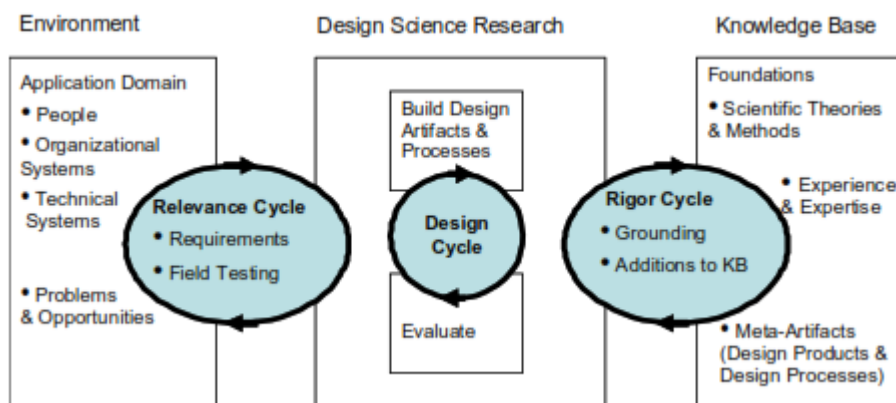 Environment
Design Science Research
Knowledge Base
Application Domain
• People
• Organizational
Systems
• Technical
Systems
• Problems
& Opportunities
Relevance Cycle
• Requirements
• Field Testing
Build Design
Artifacts &
Processes
Design
Cycle
Evaluate
Rigor Cycle
• Grounding
• Additions to KB
Foundations
• Scientific Theories
& Methods
• Experience
& Expertise
• Meta-Artifacts
(Design Products &
Design Processes)